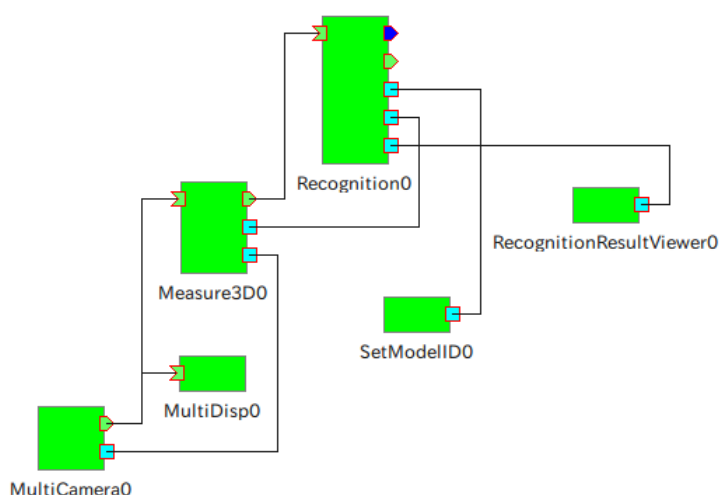 Recognition0
RecognitionResultViewer0
Measure3D0
SetModelID0
MultiDisp0
MultiCamera0